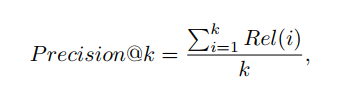 Precision@k = \frac{\sum_{i=1}^{k} Rel(i)}{k},